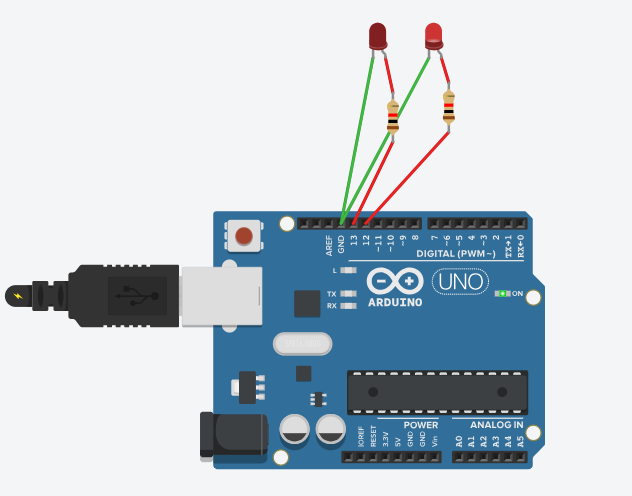 AREF
GND
13
12
~11
~10
~9
8
7
~6
~5
4
~3
2
TX→1
RX←0
DIGITAL (PWM~)
L
TX
RX
ARDUINO
UNO
ON
IOREF
RESET
3.3V
5V
GND
GND
Vin
POWER
ANALOG IN
A0
A1
A2
A3
A4
A5